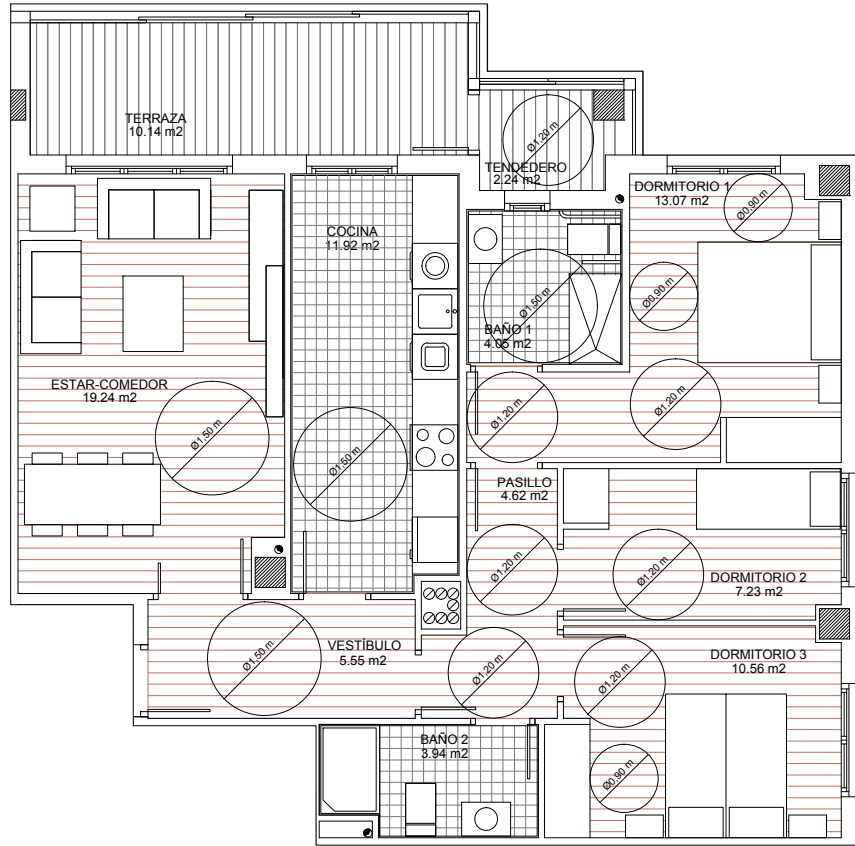 TERRAZA
10.14 m2
Ø1.20 m
TENDEDERO
2.24 m2
DORMITORIO 1
13.07 m2
Ø0,90 m
COCINA
11.92 m2
Ø0,90 m
Ø1,50 m
BAÑO 1
4.05 m2
ESTAR-COMEDOR
19.24 m2
Ø1,50 m
Ø1,20 m
Ø1,20 m
Ø1,50 m
PASILLO
4.62 m2
Ø1,20 m
Ø1,20 m
DORMITORIO 2
7.23 m2
VESTÍBULO
5.55 m2
Ø1,50 m
Ø1,20 m
Ø1,20 m
DORMITORIO 3
10.56 m2
BAÑO 2
3.94 m2
Ø0,90 m